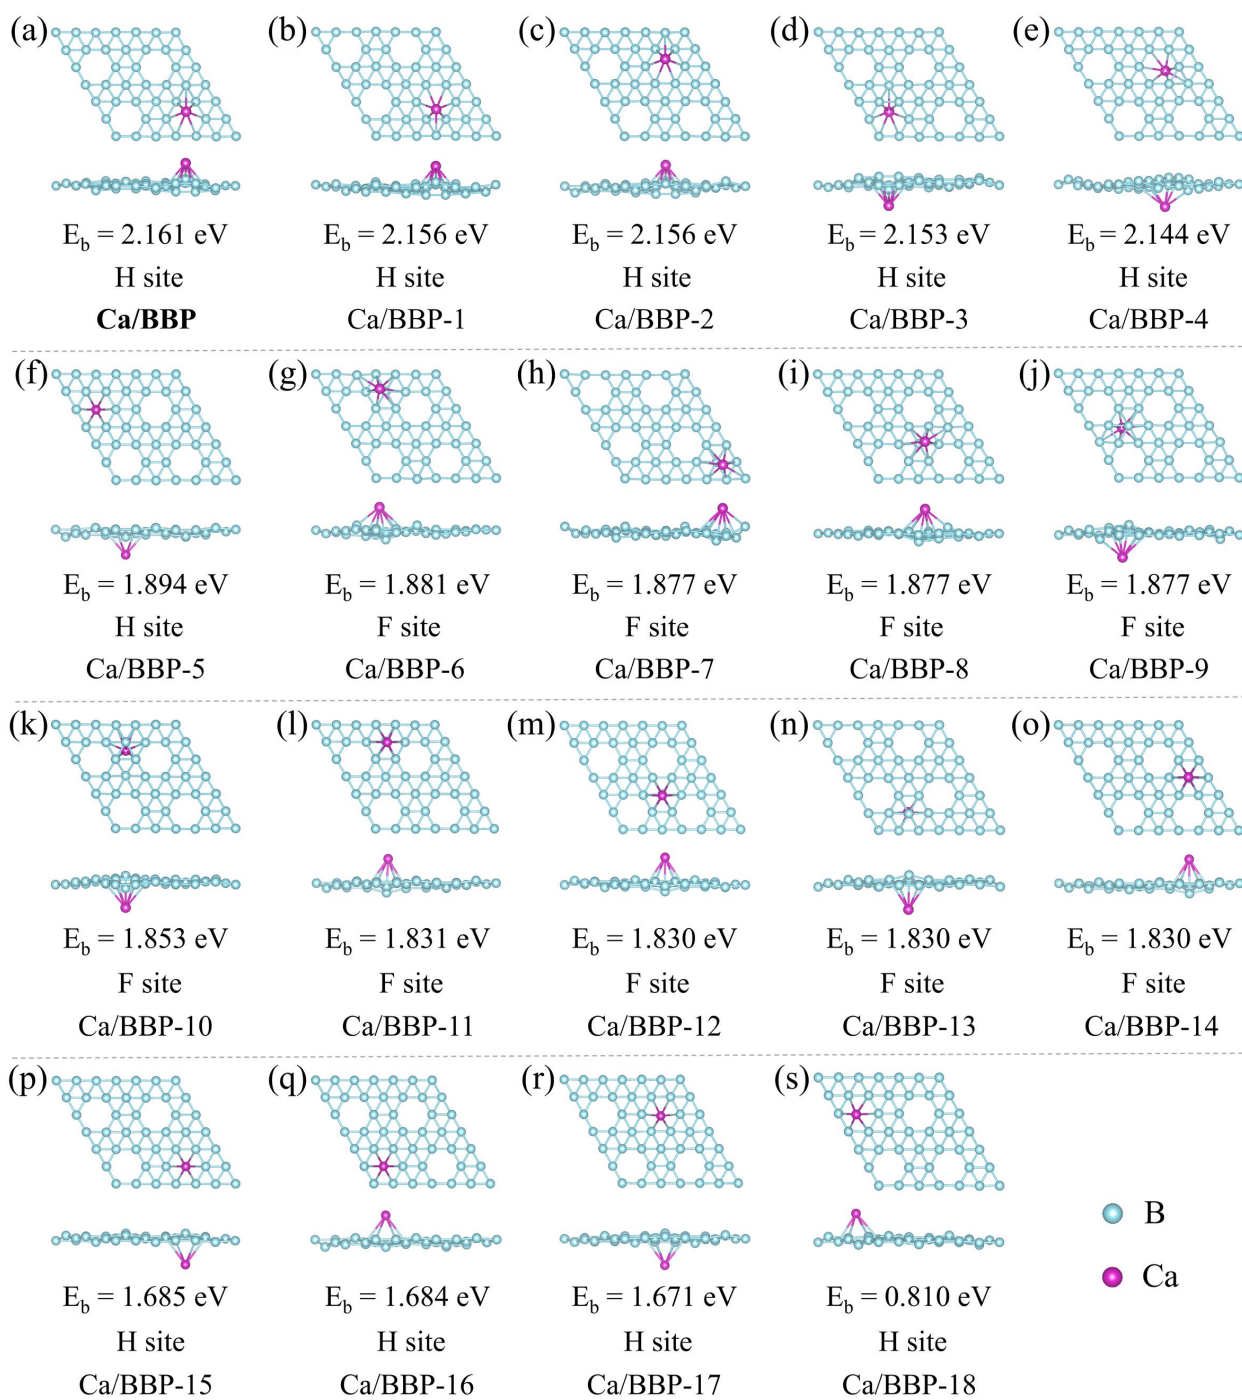 (a) (b) (c) (d) (e)
E_b = 2.161 eV E_b = 2.156 eV E_b = 2.156 eV E_b = 2.153 eV E_b = 2.144 eV
H site H site H site H site H site
Ca/BBP Ca/BBP-1 Ca/BBP-2 Ca/BBP-3 Ca/BBP-4
(f) (g) (h) (i) (j)
E_b = 1.894 eV E_b = 1.881 eV E_b = 1.877 eV E_b = 1.877 eV E_b = 1.877 eV
H site F site F site F site F site
Ca/BBP-5 Ca/BBP-6 Ca/BBP-7 Ca/BBP-8 Ca/BBP-9
(k) (l) (m) (n) (o)
E_b = 1.853 eV E_b = 1.831 eV E_b = 1.830 eV E_b = 1.830 eV E_b = 1.830 eV
F site F site F site F site F site
Ca/BBP-10 Ca/BBP-11 Ca/BBP-12 Ca/BBP-13 Ca/BBP-14
(p) (q) (r) (s)
B
Ca
E_b = 1.685 eV E_b = 1.684 eV E_b = 1.671 eV E_b = 0.810 eV
H site H site H site H site
Ca/BBP-15 Ca/BBP-16 Ca/BBP-17 Ca/BBP-18